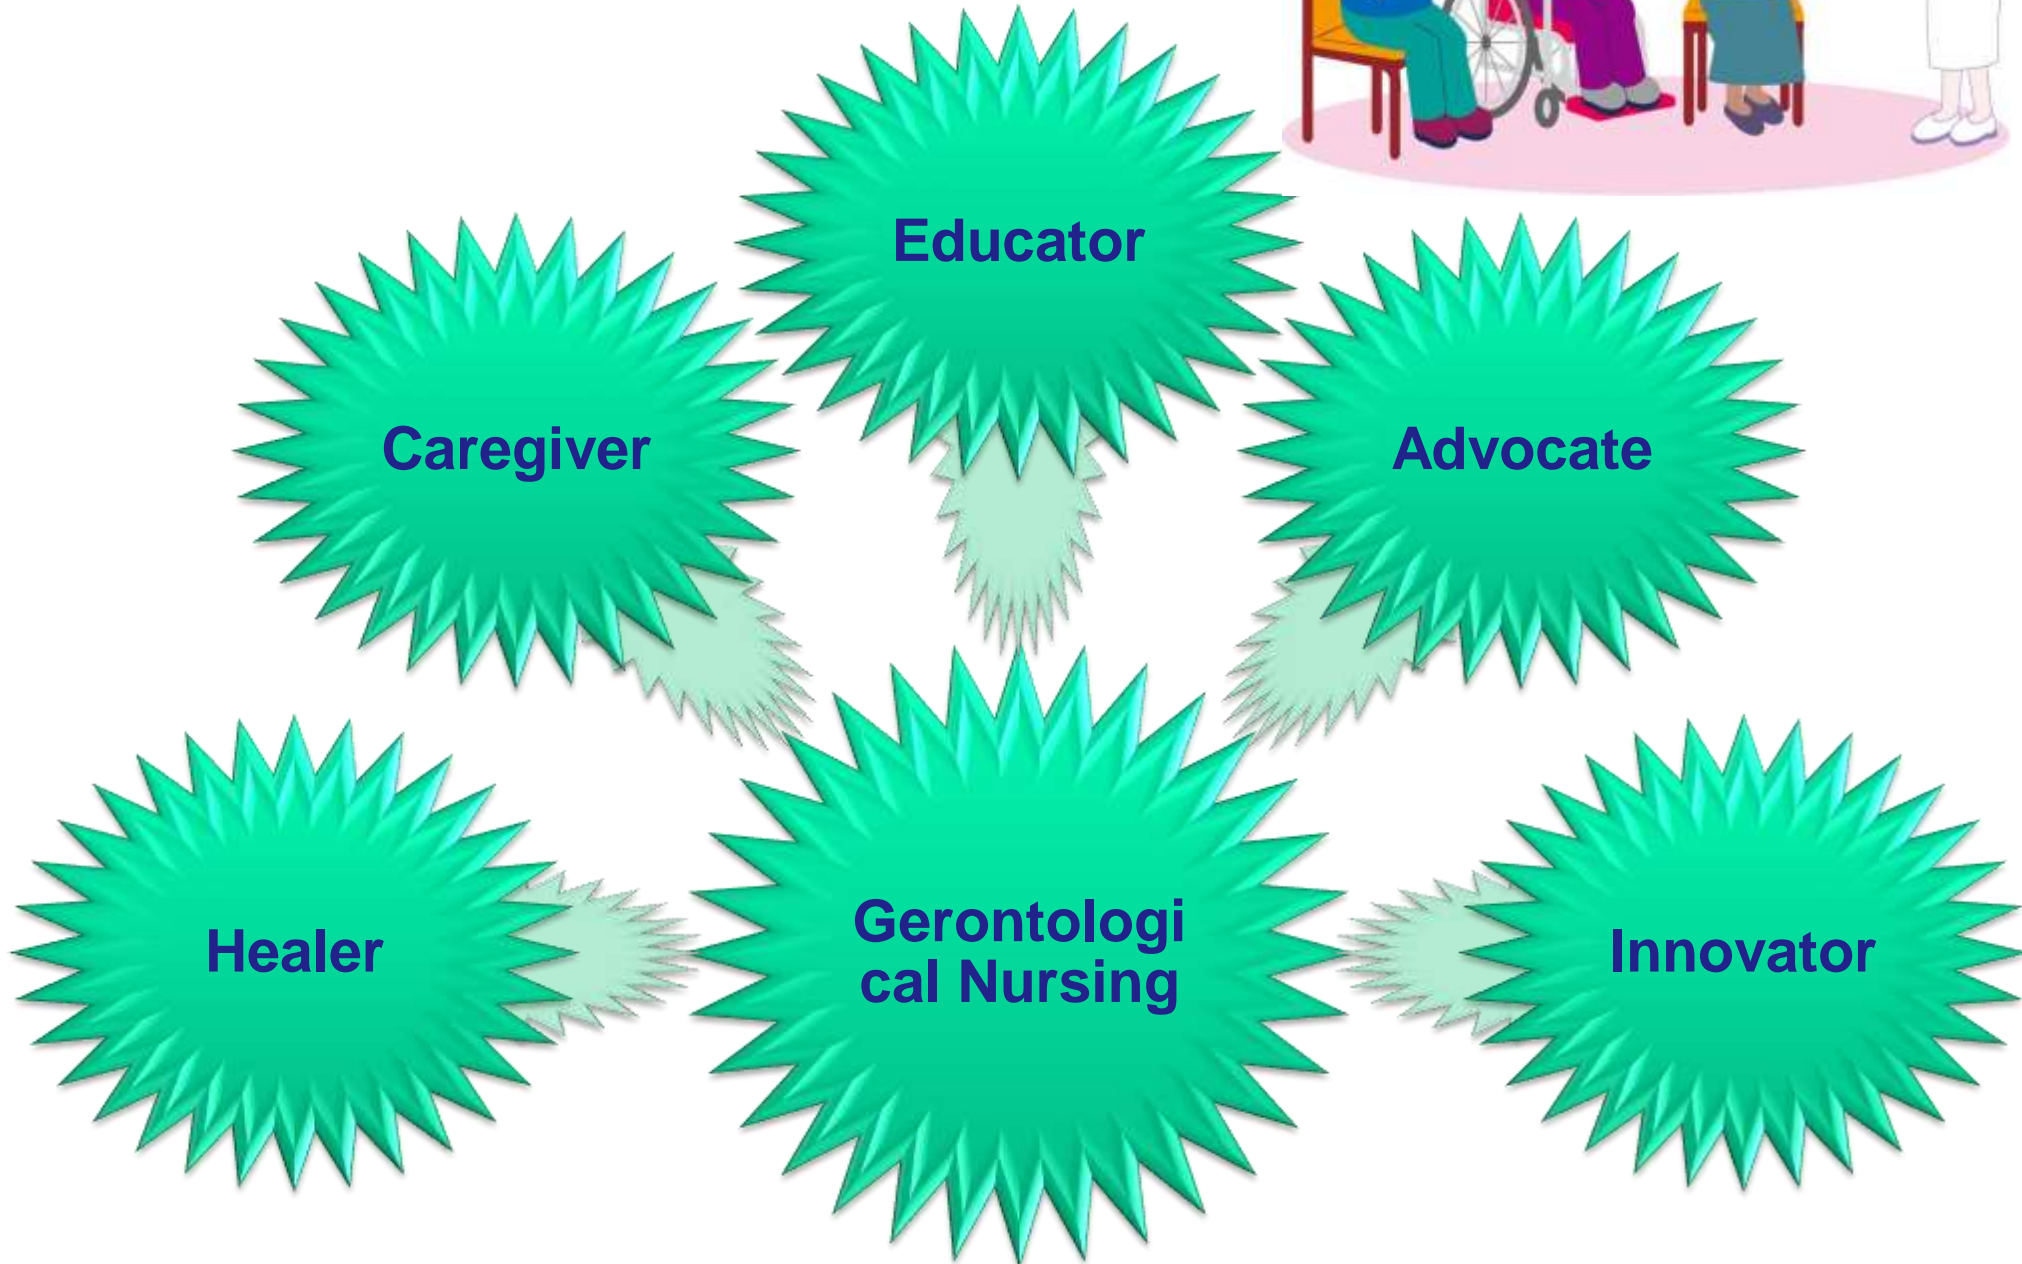 Educator
Caregiver
Advocate
Healer
Gerontologi
cal Nursing
Innovator